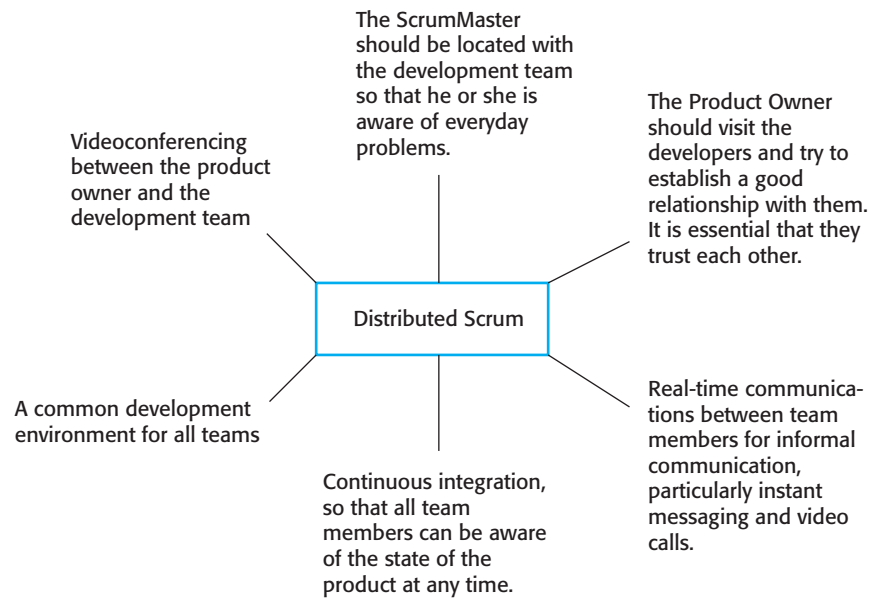 The ScrumMaster
should be located with
the development team
so that he or she is
aware of everyday
problems.
The Product Owner
should visit the
developers and try to
establish a good
relationship with them.
It is essential that they
trust each other.
Videoconferencing
between the product
owner and the
development team
Distributed Scrum
A common development
environment for all teams
Real-time communica-
tions between team
members for informal
communication,
particularly instant
messaging and video
calls.
Continuous integration,
so that all team
members can be aware
of the state of the
product at any time.